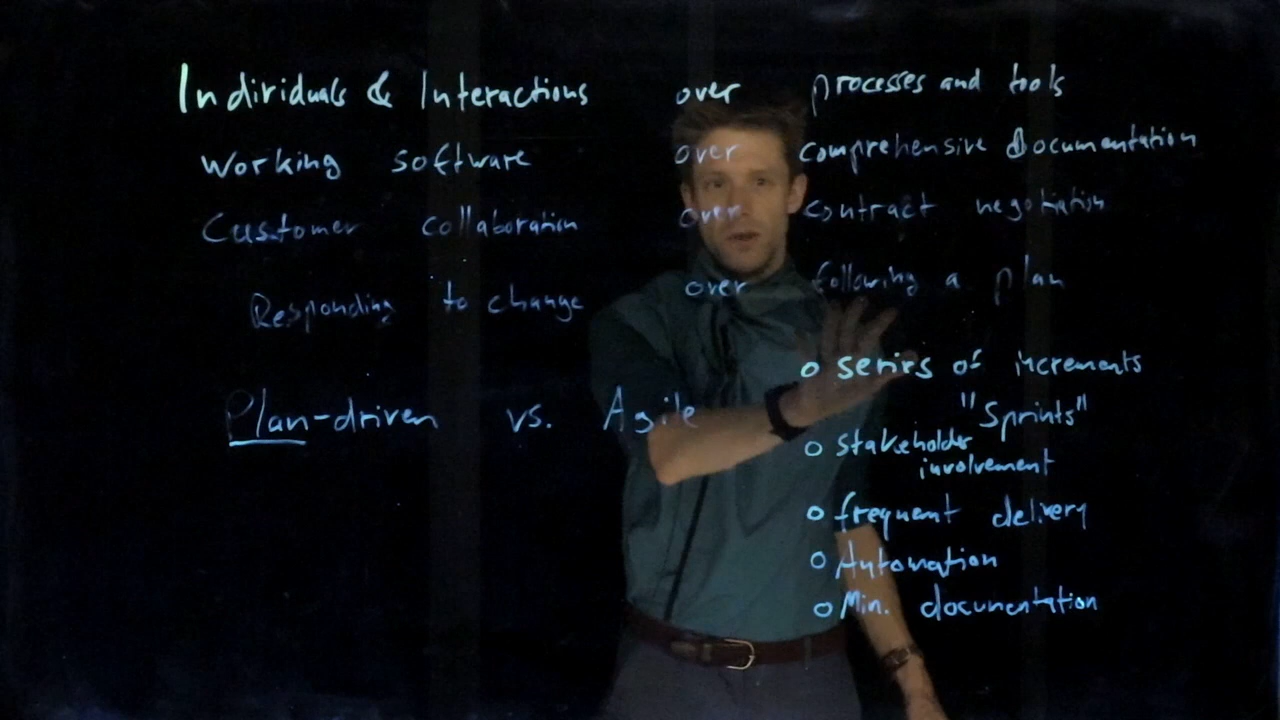 Individuals & Interactions over processes and tools
Working software over comprehensive Documentation
Customer collaboration over contract negotiation
Responding to change over following a plan
Plan-driven vs. Agile
o series of increments
"Sprints"
o Stakeholder
involvement
o frequent delivery
o Automation
o Min. documentation